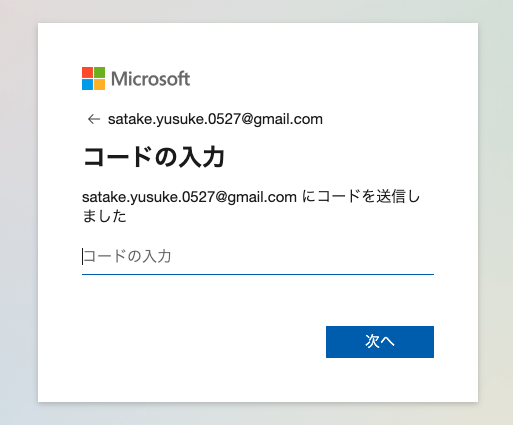 Microsoft
← satake.yusuke.0527@gmail.com
コードの入力
satake.yusuke.0527@gmail.com にコードを送信し
ました
コードの入力
次へ